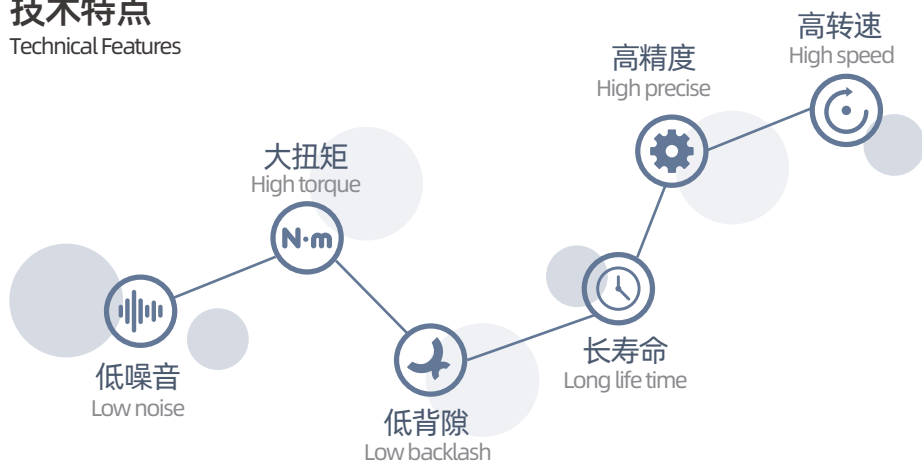 技术特点
Technical Features
高转速
High speed
高精度
High precise
大扭矩
High torque
N·m
长寿命
Long life time
低噪音
Low noise
低背隙
Low backlash